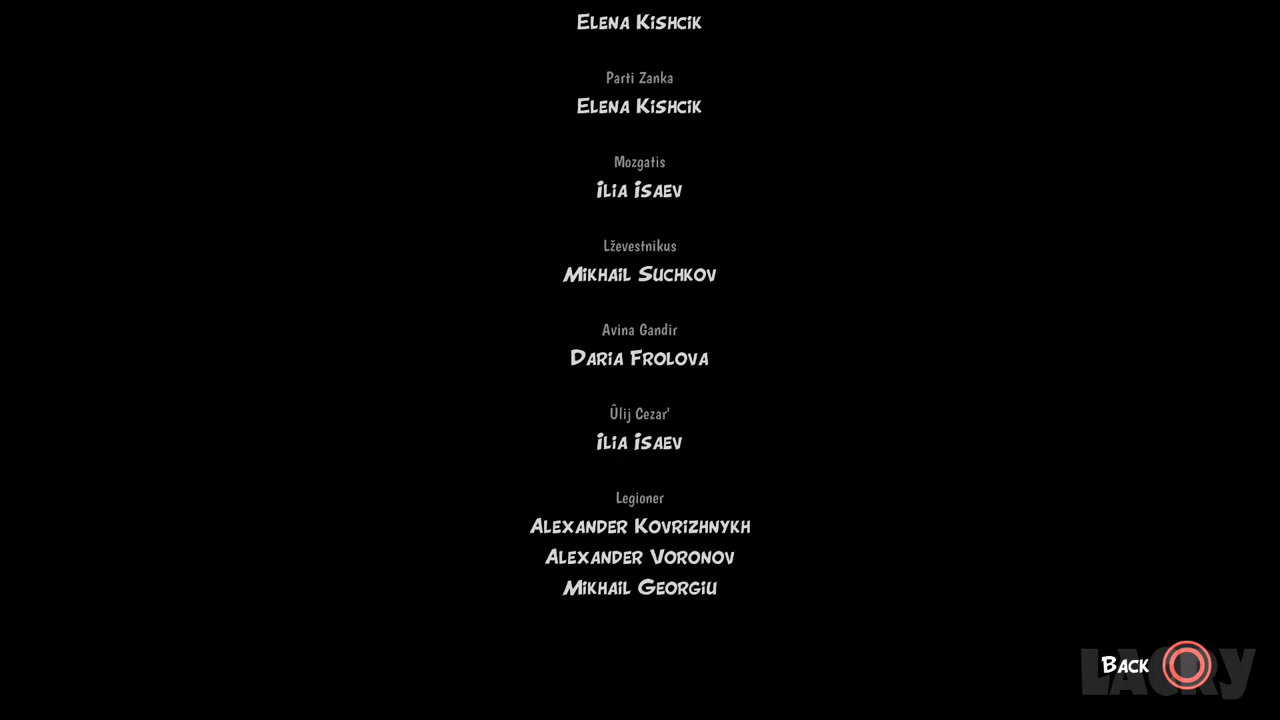 Elena Kishcik
Parti Zanka
Elena Kishcik
Mozgatis
Ilia Isaev
Lževestnikus
Mikhail Suchkov
Avina Gandir
Daria Frolova
Ûlij Cezar'
Ilia Isaev
Legioner
Alexander Kovrizhnykh
Alexander Voronov
Mikhail Georgiu
Back
LACRY